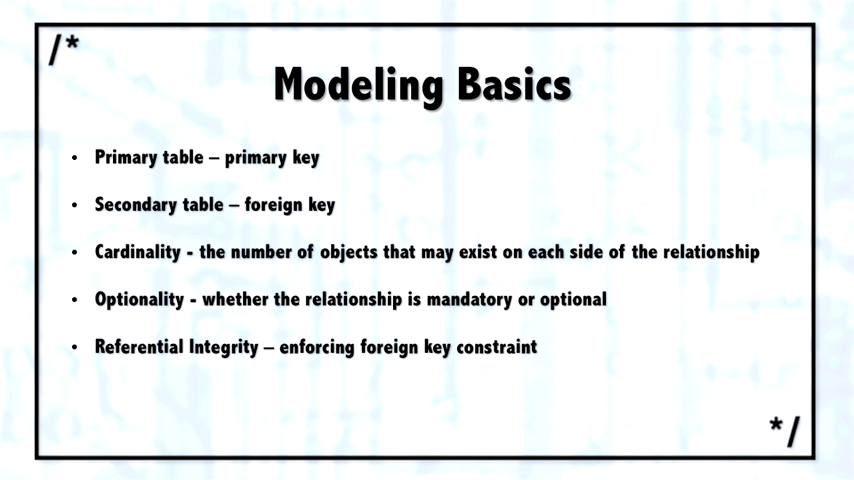 /*
Modeling Basics
• Primary table – primary key
• Secondary table – foreign key
• Cardinality - the number of objects that may exist on each side of the relationship
• Optionality - whether the relationship is mandatory or optional
• Referential Integrity – enforcing foreign key constraint
*/